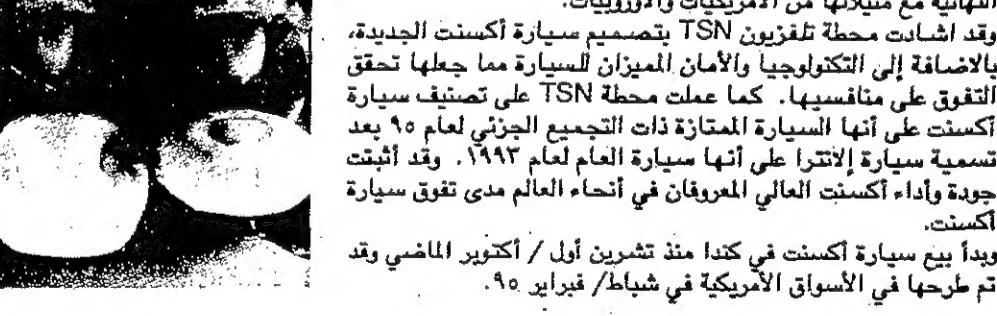 النهائية مع مثيلاتها من الأمريكيات والأوروبيات.
وقد اشادت محطة تلفزيون TSN بتصميم سيارة أكسنت الجديدة،
بالاضافة إلى التكنولوجيا والأمان المميزان للسيارة مما جعلها تحقق
التفوق على منافسيها. كما عملت محطة TSN على تصنيف سيارة
أكسنت على أنها السيارة الممتازة ذات التجميع الجزئي لعام ٩٥ بعد
تسمية سيارة إلانترا على أنها سيارة العام لعام ١٩٩٣. وقد أثبتت
جودة وأداء أكسنت العالي المعروفان في أنحاء العالم مدى تفوق سيارة
أكسنت.
وبدأ بيع سيارة أكسنت في كندا منذ تشرين أول / أكتوبر الماضي وقد
تم طرحها في الأسواق الأمريكية في شباط/ فبراير ٩٥.